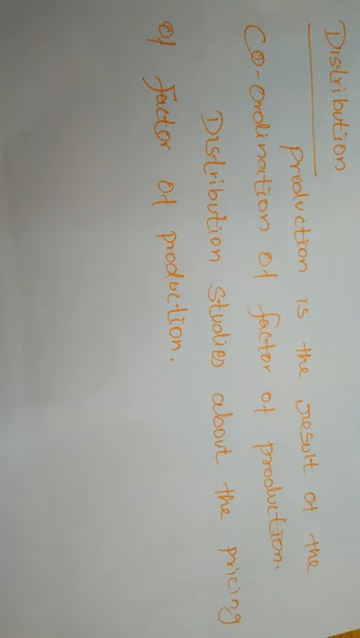 Distribution
Production is the result of the
Co-ordination of factor of production.
Distribution studies about the pricing
of factor of production.